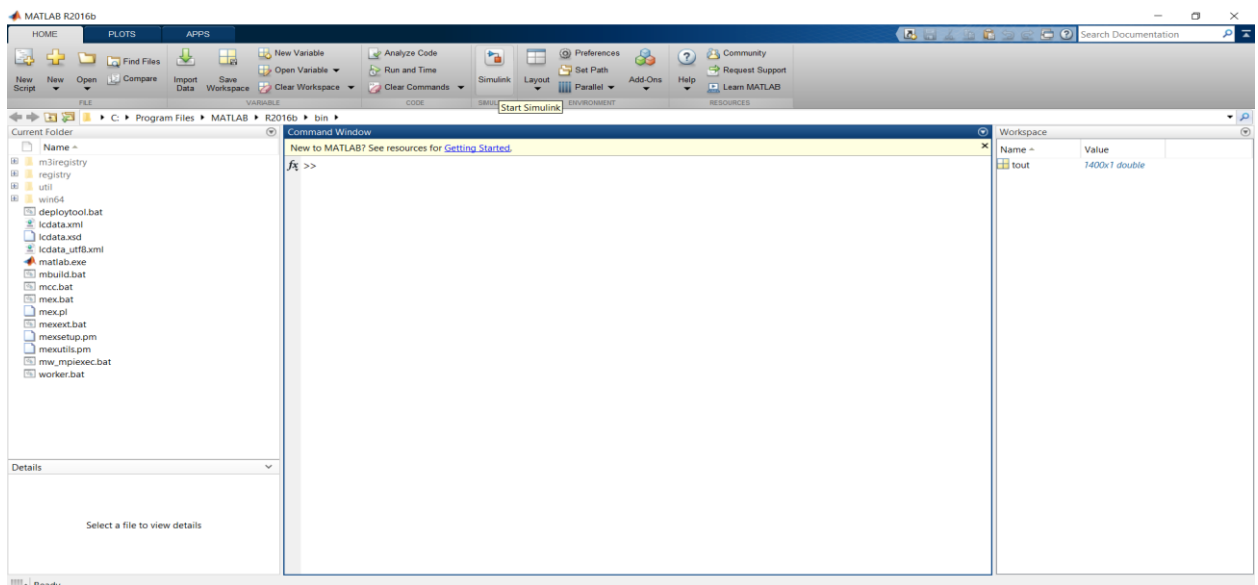 MATLAB R2016b
HOME PLOTS APPS
Search Documentation
New Script
New
Open
Find Files
Compare
Import Data
Save Workspace
New Variable
Open Variable
Clear Workspace
Analyze Code
Run and Time
Clear Commands
Simulink
Layout
Preferences
Set Path
Parallel
Add-Ons
Help
Community
Request Support
Learn MATLAB
FILE VARIABLE CODE ENVIRONMENT RESOURCES
Start Simulink
C: Program Files MATLAB R2016b bin
Current Folder
Name
m3iregistry
registry
util
win64
deploytool.bat
lcdata.xml
lcdata.xsd
lcdata_utf8.xml
matlab.exe
mbuild.bat
mcc.bat
mex.bat
mex.pl
mexext.bat
mexsetup.pm
mexutils.pm
mw_mpiexec.bat
worker.bat
Details
Select a file to view details
Command Window
New to MATLAB? See resources for Getting Started.
fx >>
Workspace
Name Value
tout 1400x1 double
Ready